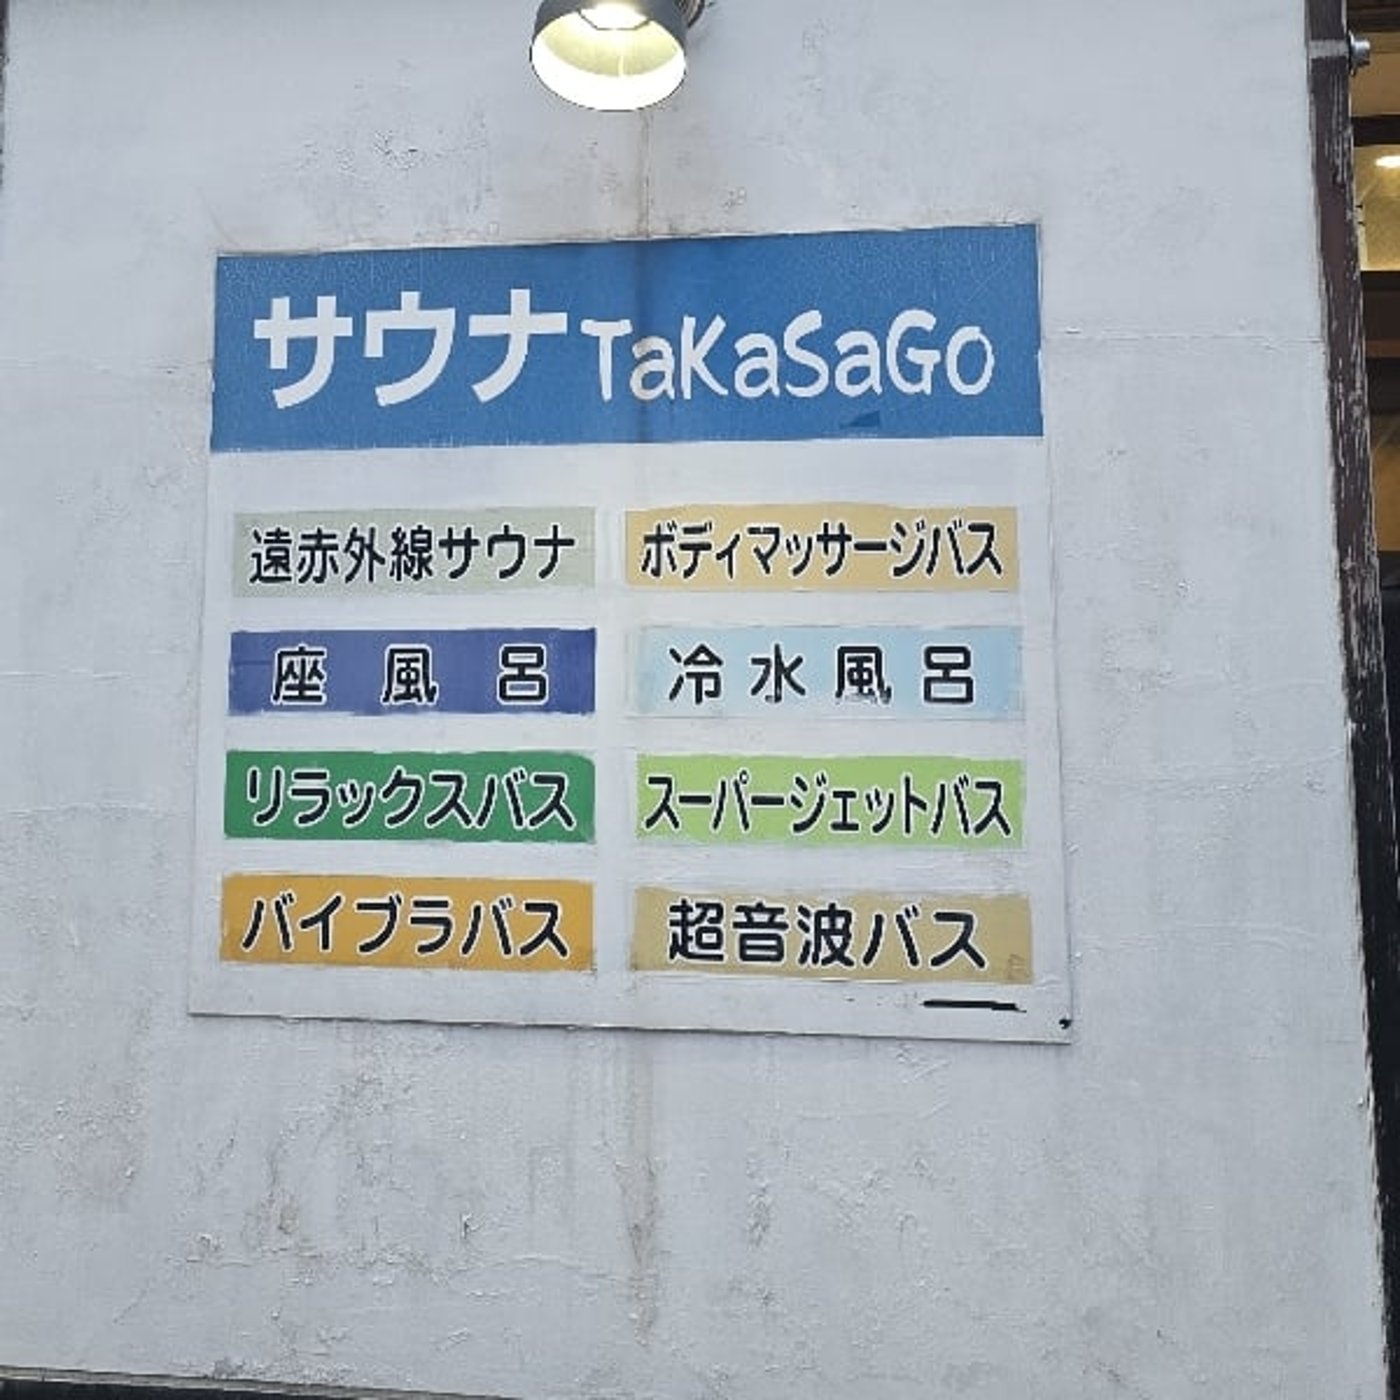 サウナ TaKaSaGo
遠赤外線サウナ
ボディマッサージバス
座風呂
冷水風呂
リラックスバス
スーパージェットバス
バイブラバス
超音波バス